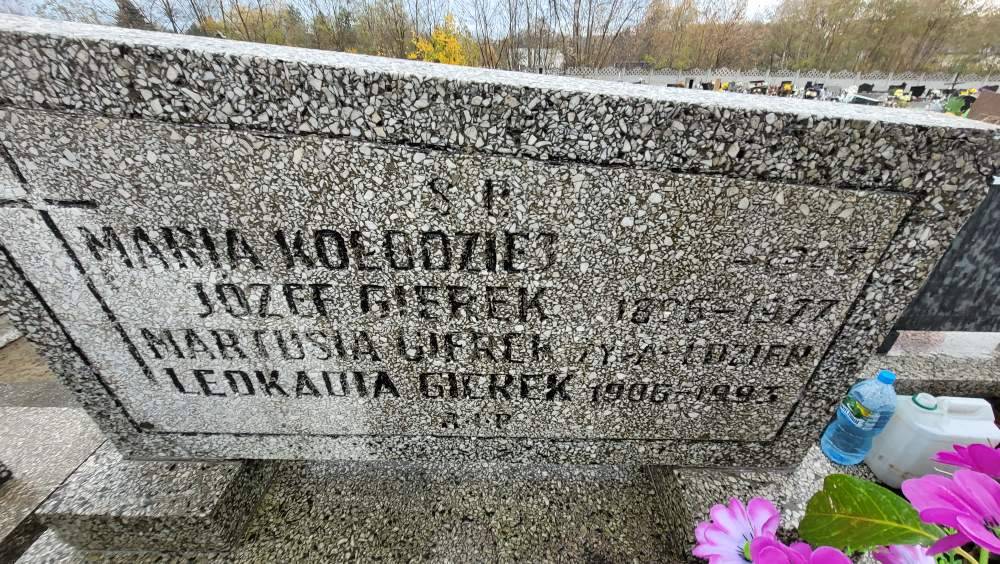 Ś P.
MARIA KOŁODZIEJ
JÓZEF GIEREK 1896-1977
MARTUSIA GIEREK ŻYŁA 1 DZIEŃ
LEOKADIA GIEREK 1906-1993
R.I.P